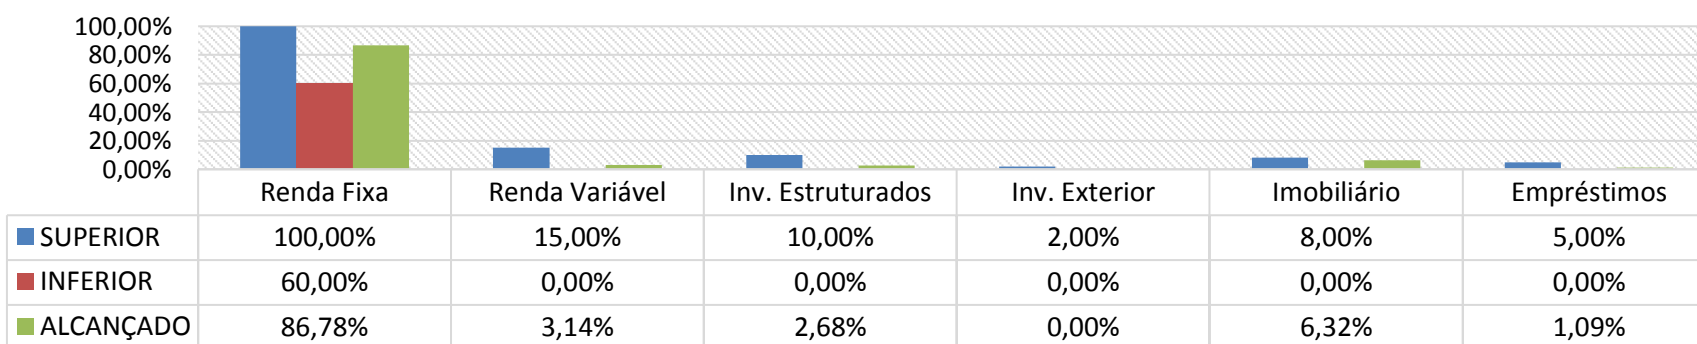 100,00%
80,00%
60,00%
40,00%
20,00%
0,00%
Renda Fixa Renda Variável Inv. Estruturados Inv. Exterior Imobiliário Empréstimos
SUPERIOR 100,00% 15,00% 10,00% 2,00% 8,00% 5,00%
INFERIOR 60,00% 0,00% 0,00% 0,00% 0,00% 0,00%
ALCANÇADO 86,78% 3,14% 2,68% 0,00% 6,32% 1,09%